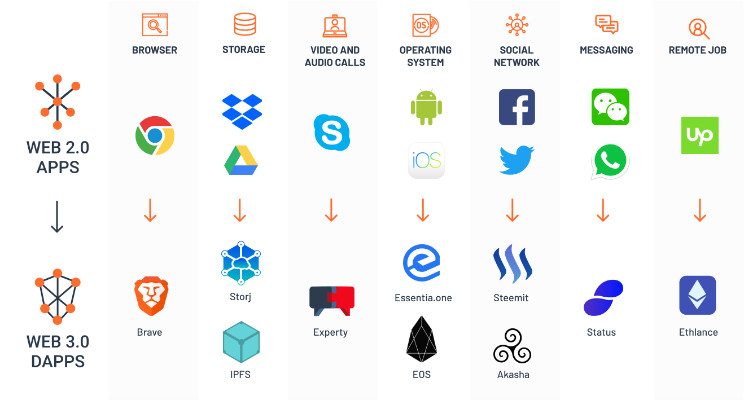 BROWSER
STORAGE
VIDEO AND
AUDIO CALLS
OPERATING
SYSTEM
SOCIAL
NETWORK
MESSAGING
REMOTE JOB
OS
WEB 2.0
APPS
S
f
iOS
up
WEB 3.0
DAPPS
Brave
Storj
IPFS
Experty
Essentia.one
EOS
Steemit
Akasha
Status
Ethlance